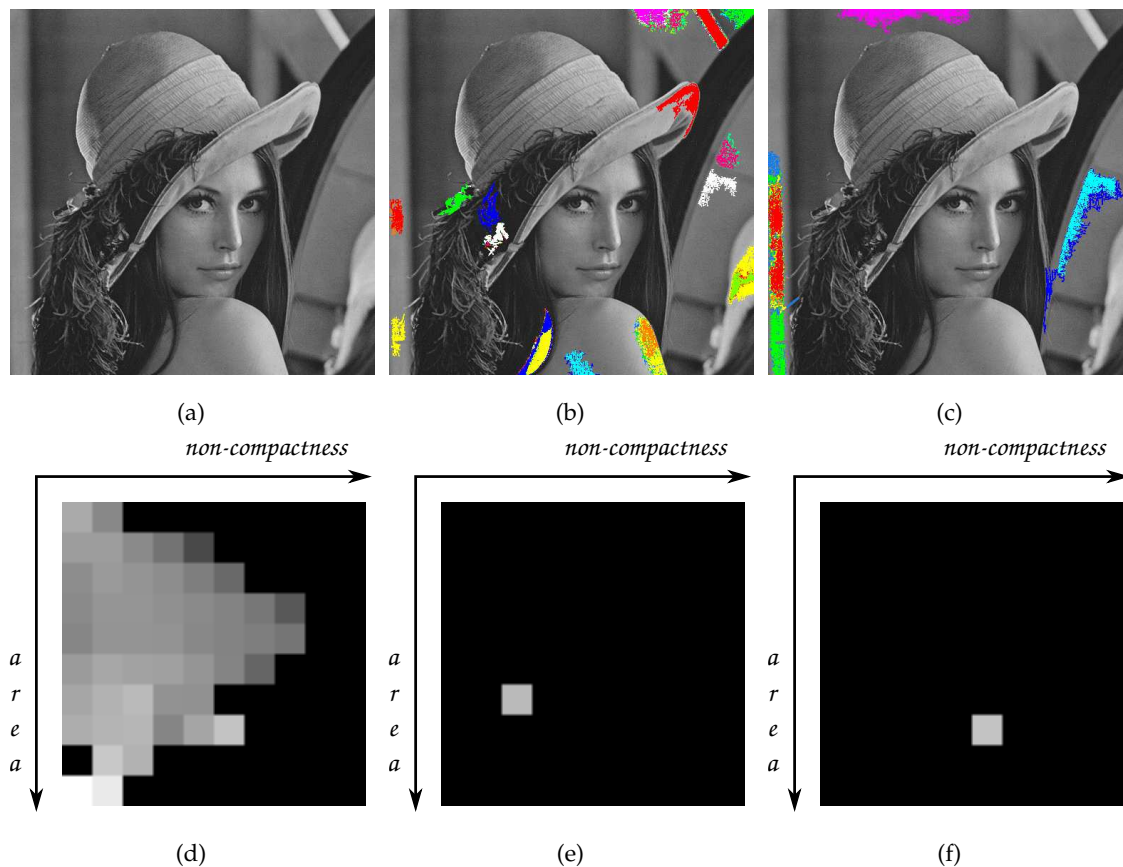 (a)
(b)
(c)
non-compactness
non-compactness
non-compactness
a
r
e
a
a
r
e
a
a
r
e
a
(d)
(e)
(f)